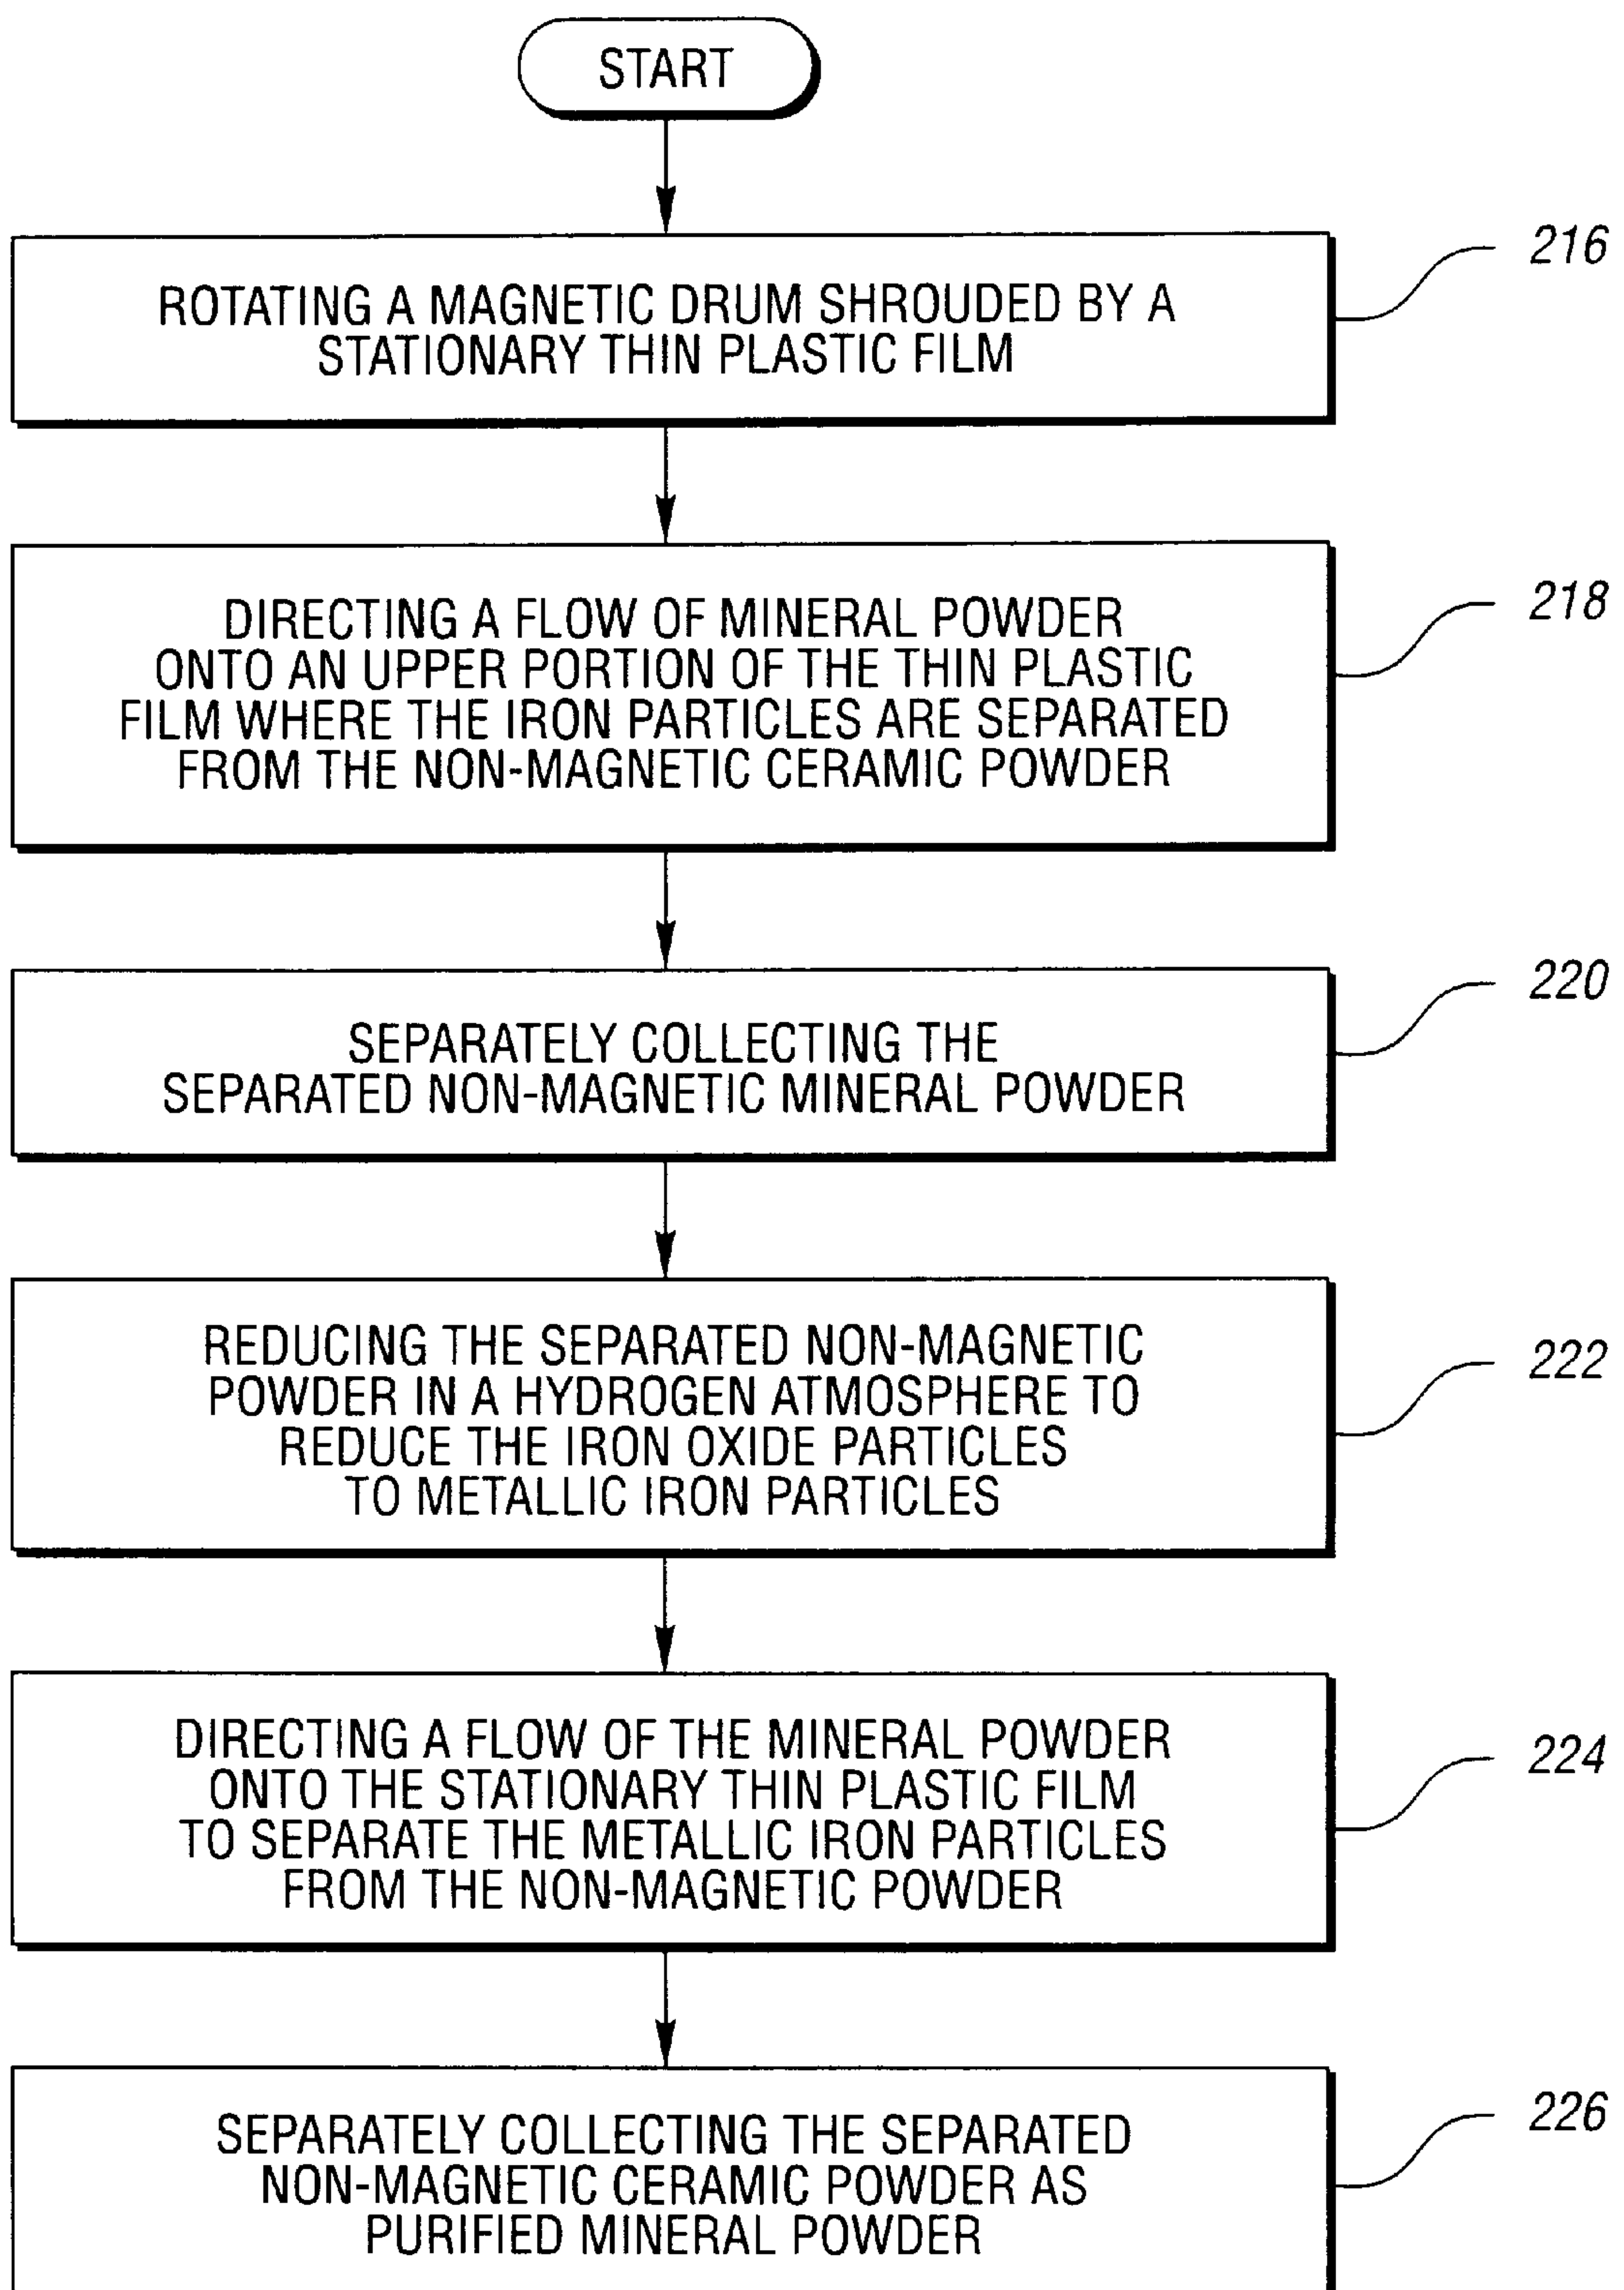 START
ROTATING A MAGNETIC DRUM SHROUDED BY A
STATIONARY THIN PLASTIC FILM
216
DIRECTING A FLOW OF MINERAL POWDER
ONTO AN UPPER PORTION OF THE THIN PLASTIC
FILM WHERE THE IRON PARTICLES ARE SEPARATED
FROM THE NON-MAGNETIC CERAMIC POWDER
218
SEPARATELY COLLECTING THE
SEPARATED NON-MAGNETIC MINERAL POWDER
220
REDUCING THE SEPARATED NON-MAGNETIC
POWDER IN A HYDROGEN ATMOSPHERE TO
REDUCE THE IRON OXIDE PARTICLES
TO METALLIC IRON PARTICLES
222
DIRECTING A FLOW OF THE MINERAL POWDER
ONTO THE STATIONARY THIN PLASTIC FILM
TO SEPARATE THE METALLIC IRON PARTICLES
FROM THE NON-MAGNETIC POWDER
224
SEPARATELY COLLECTING THE SEPARATED
NON-MAGNETIC CERAMIC POWDER AS
PURIFIED MINERAL POWDER
226